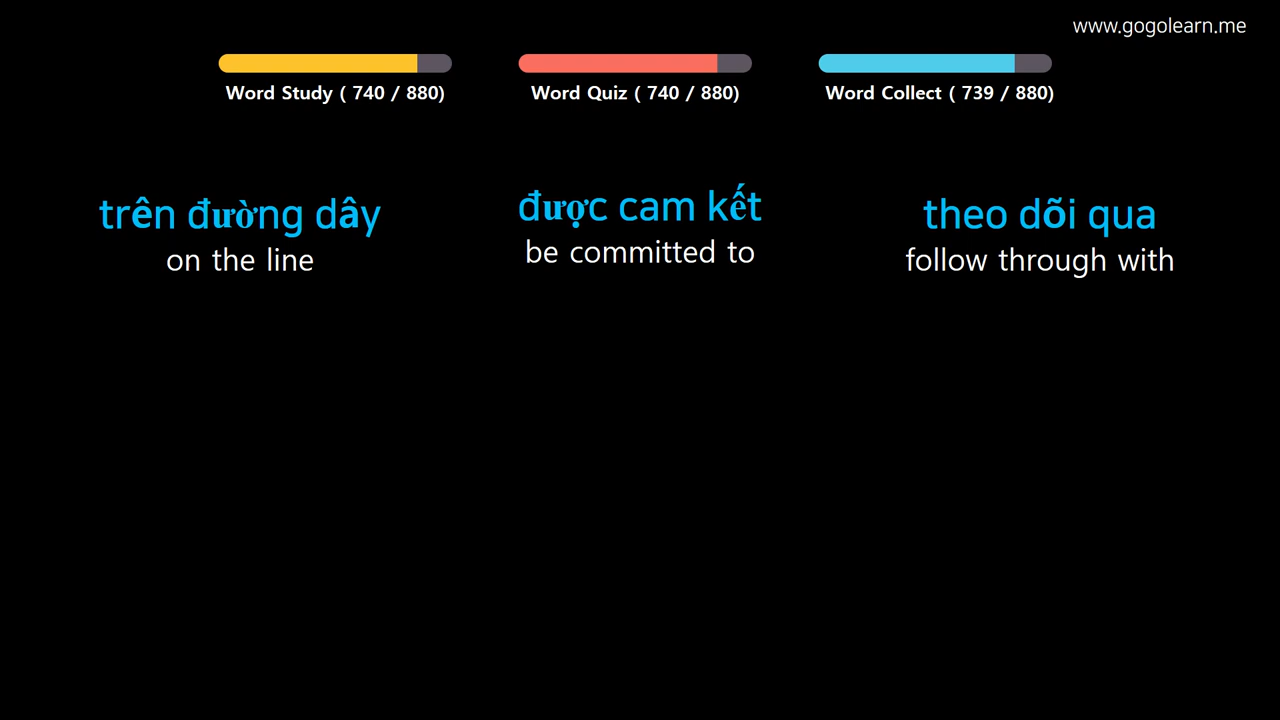 www.gogolearn.me
Word Study ( 740 / 880)
Word Quiz ( 740 / 880)
Word Collect ( 739 / 880)
trên đường dây
on the line
được cam kết
be committed to
theo dõi qua
follow through with